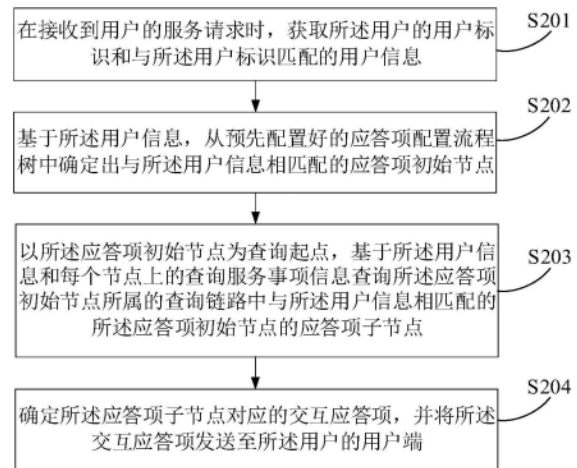 在接收到用户的服务请求时，获取所述用户的用户标
识和与所述用户标识匹配的用户信息
S201
基于所述用户信息，从预先配置好的应答项配置流程
树中确定出与所述用户信息相匹配的应答项初始节点
S202
以所述应答项初始节点为查询起点，基于所述用户信
息和每个节点上的查询服务事项信息查询所述应答项
初始节点所属的查询链路中与所述用户信息相匹配的
所述应答项初始节点的应答项子节点
S203
确定所述应答项子节点对应的交互应答项，并将所述
交互应答项发送至所述用户的用户端
S204